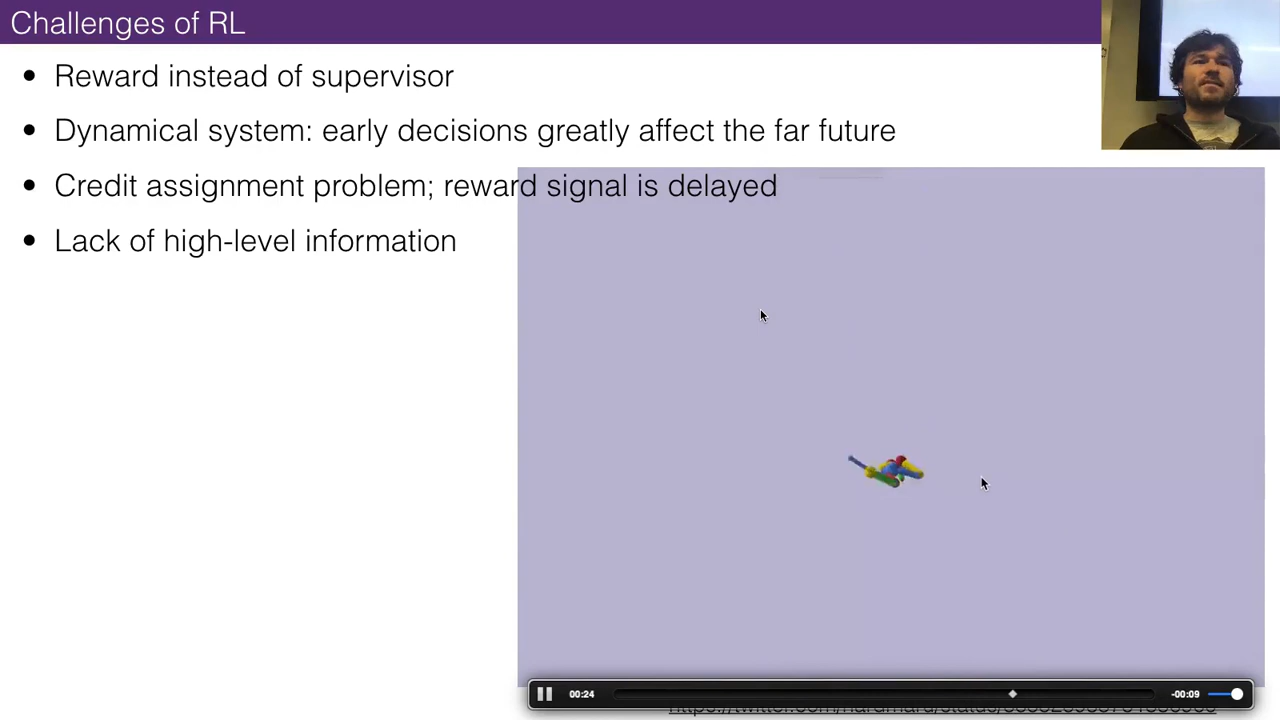 Challenges of RL
• Reward instead of supervisor
• Dynamical system: early decisions greatly affect the far future
• Credit assignment problem; reward signal is delayed
• Lack of high-level information
00:24
-00:09